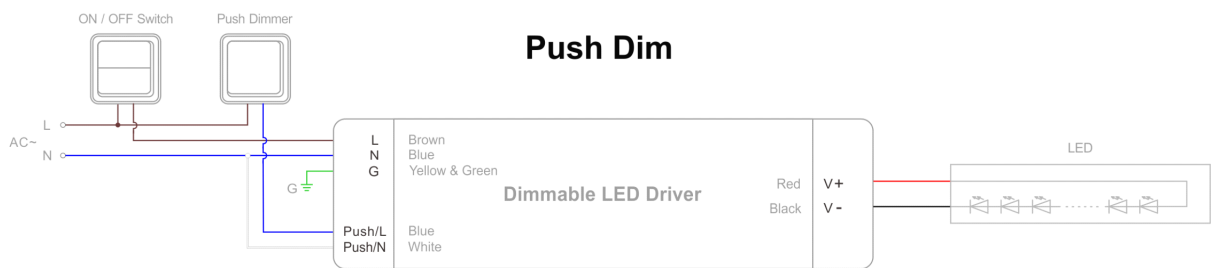 ON / OFF Switch
Push Dimmer
Push Dim
L
AC~
N
G
L Brown
N Blue
G Yellow & Green
Dimmable LED Driver
Push/L Blue
Push/N White
Red V+
Black V-
LED